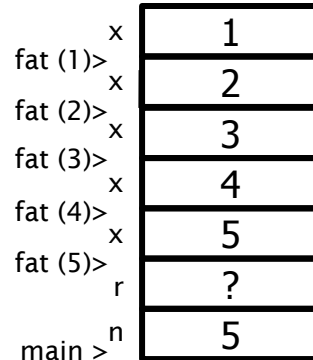 x 1
fat (1)>
x 2
fat (2)>
x 3
fat (3)>
x 4
fat (4)>
x 5
fat (5)>
r ?
n 5
main >